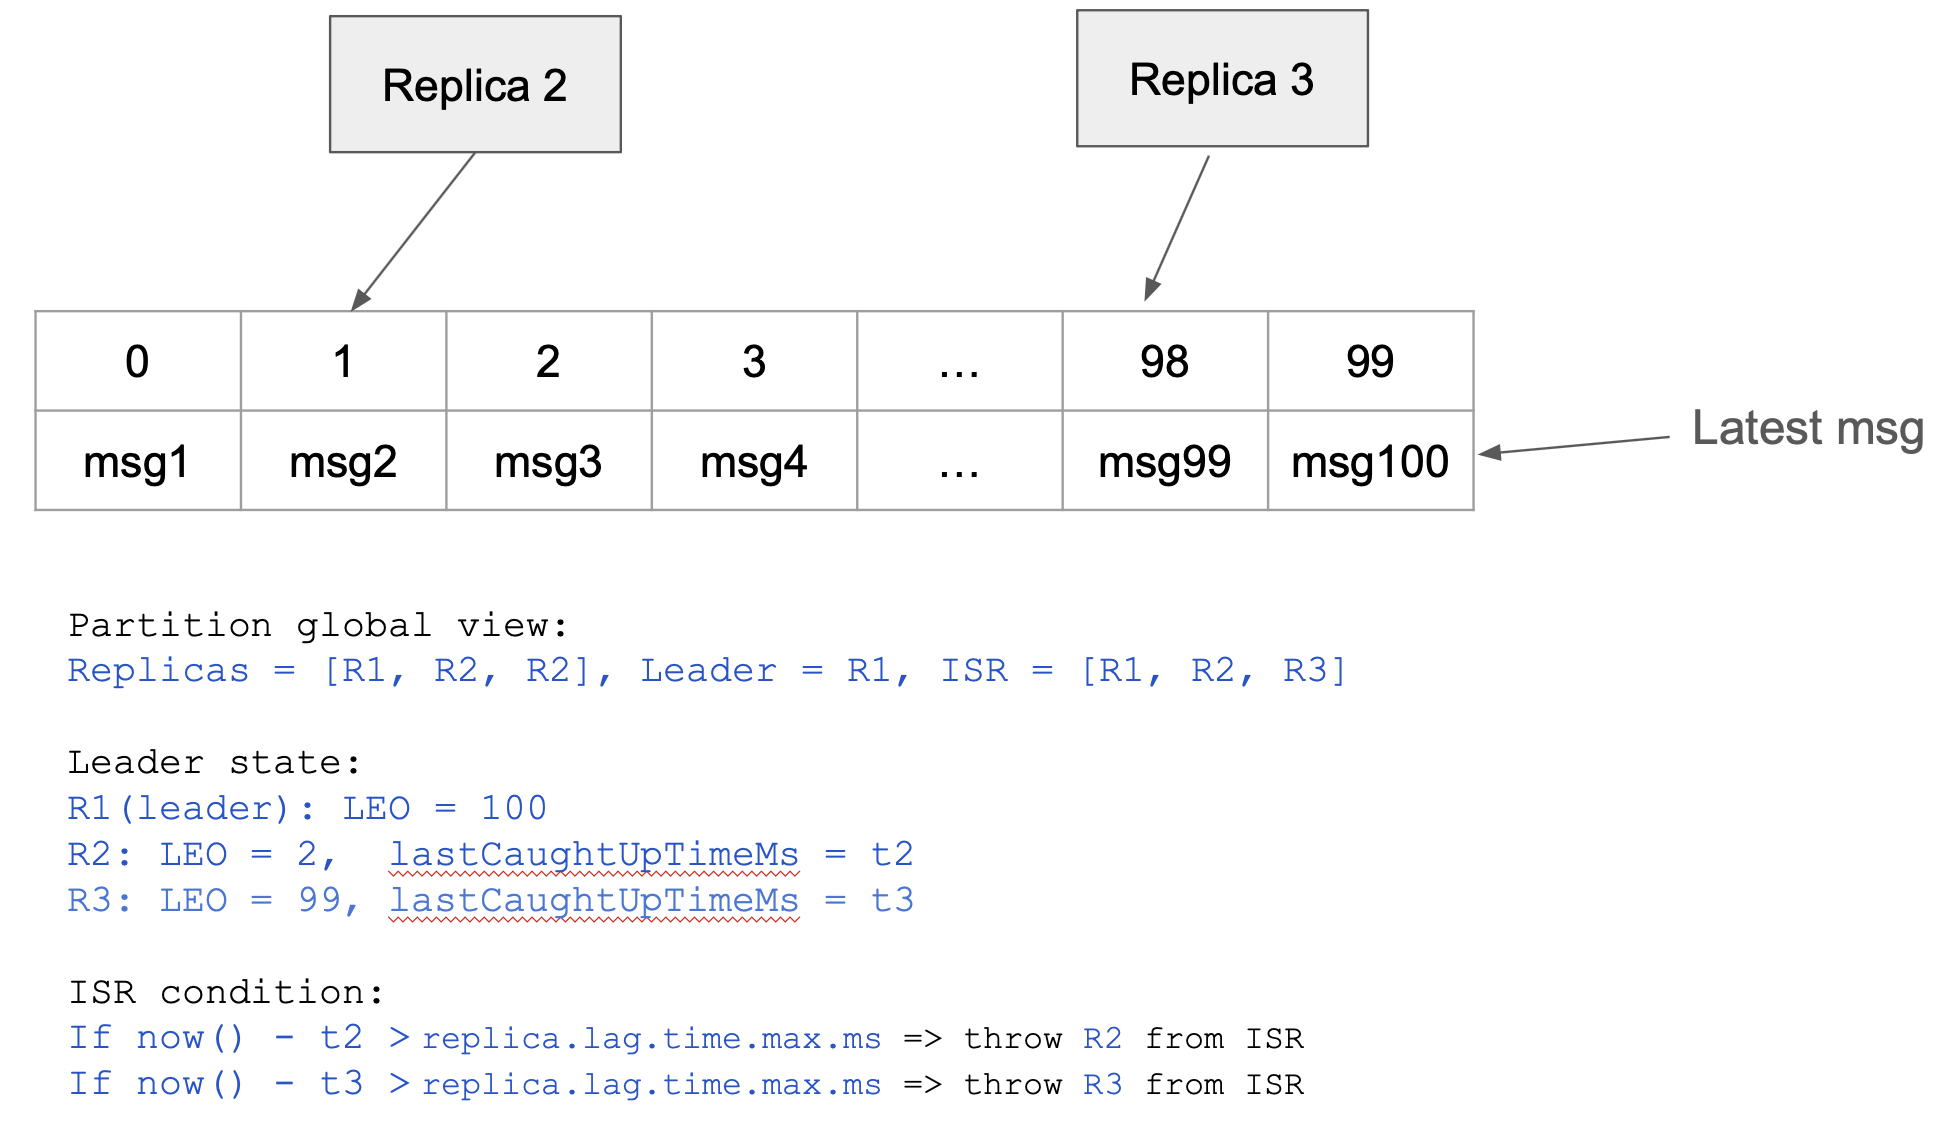 Replica 2
Replica 3
0 1 2 3 ... 98 99
msg1 msg2 msg3 msg4 ... msg99 msg100
Latest msg
Partition global view:
Replicas = [R1, R2, R2], Leader = R1, ISR = [R1, R2, R3]
Leader state:
R1(leader): LEO = 100
R2: LEO = 2, lastCaughtUpTimeMs = t2
R3: LEO = 99, lastCaughtUpTimeMs = t3
ISR condition:
If now() - t2 > replica.lag.time.max.ms => throw R2 from ISR
If now() - t3 > replica.lag.time.max.ms => throw R3 from ISR